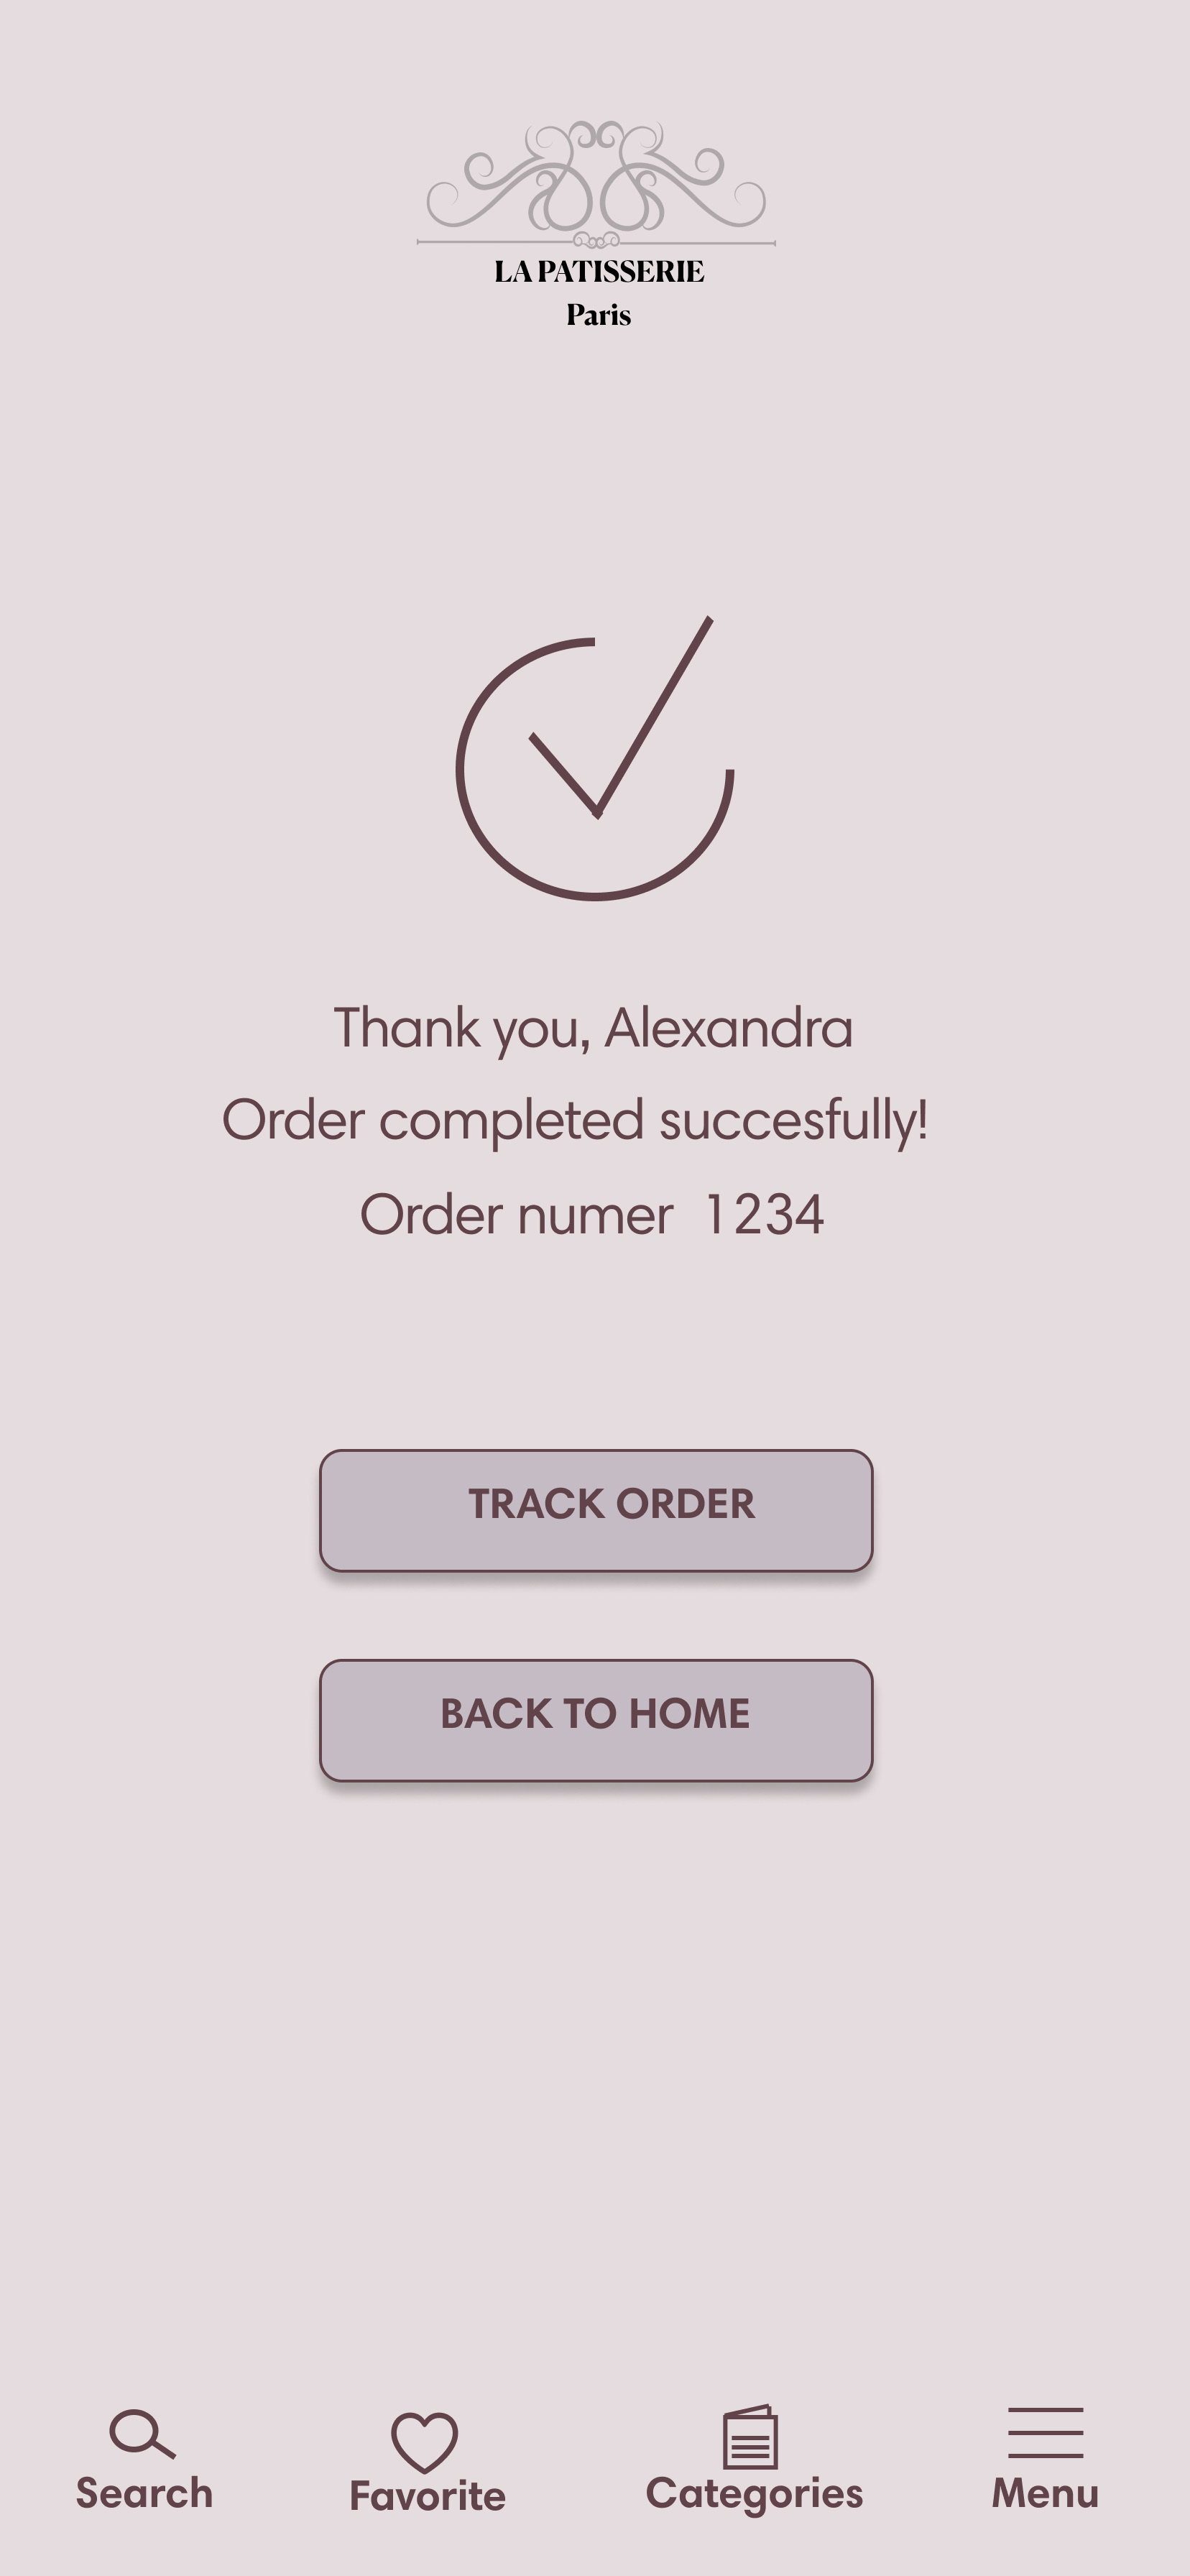 LA PATISSERIE
Paris
Thank you, Alexandra
Order completed succesfully!
Order numer 1234
TRACK ORDER
BACK TO HOME
Search
Favorite
Categories
Menu